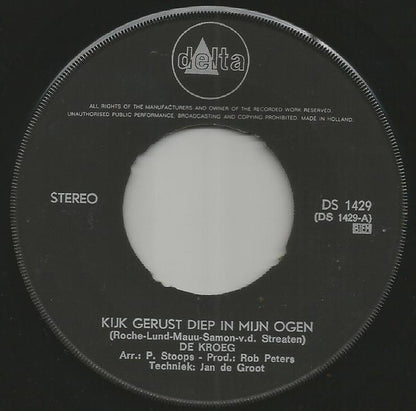 delta
ALL RIGHTS OF THE MANUFACTURERS AND OWNER OF THE RECORDED WORK RESERVED.
UNAUTHORISED PUBLIC PERFORMANCE, BROADCASTING AND COPYING PROHIBITED. MADE IN HOLLAND.
STEREO
DS 1429
(DS 1429-A)
BIEM
KIJK GERUST DIEP IN MIJN OGEN
(Roche-Lund-Mauu-Samon-v.d. Streaten)
DE KROEG
Arr.: P. Stoops - Prod.: Rob Peters
Techniek: Jan de Groot